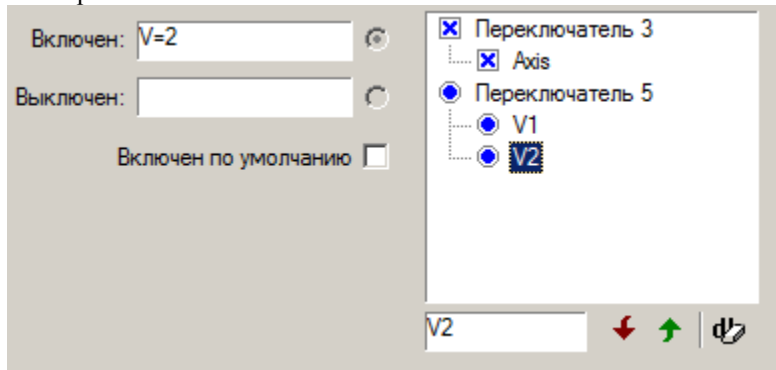 Включен: V=2
Выключен:
Включен по умолчанию
Переключатель 3
Axis
Переключатель 5
V1
V2
V2